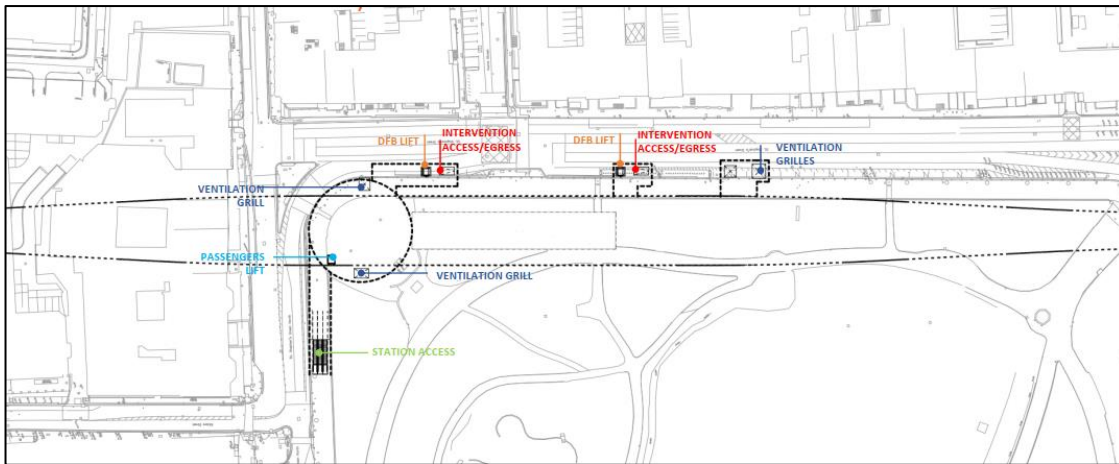 DFB LIFT
INTERVENTION
ACCESS/EGRESS
DFB LIFT
INTERVENTION
ACCESS/EGRESS
VENTILATION
GRILLES
VENTILATION
GRILL
PASSENGERS
LIFT
VENTILATION GRILL
STATION ACCESS